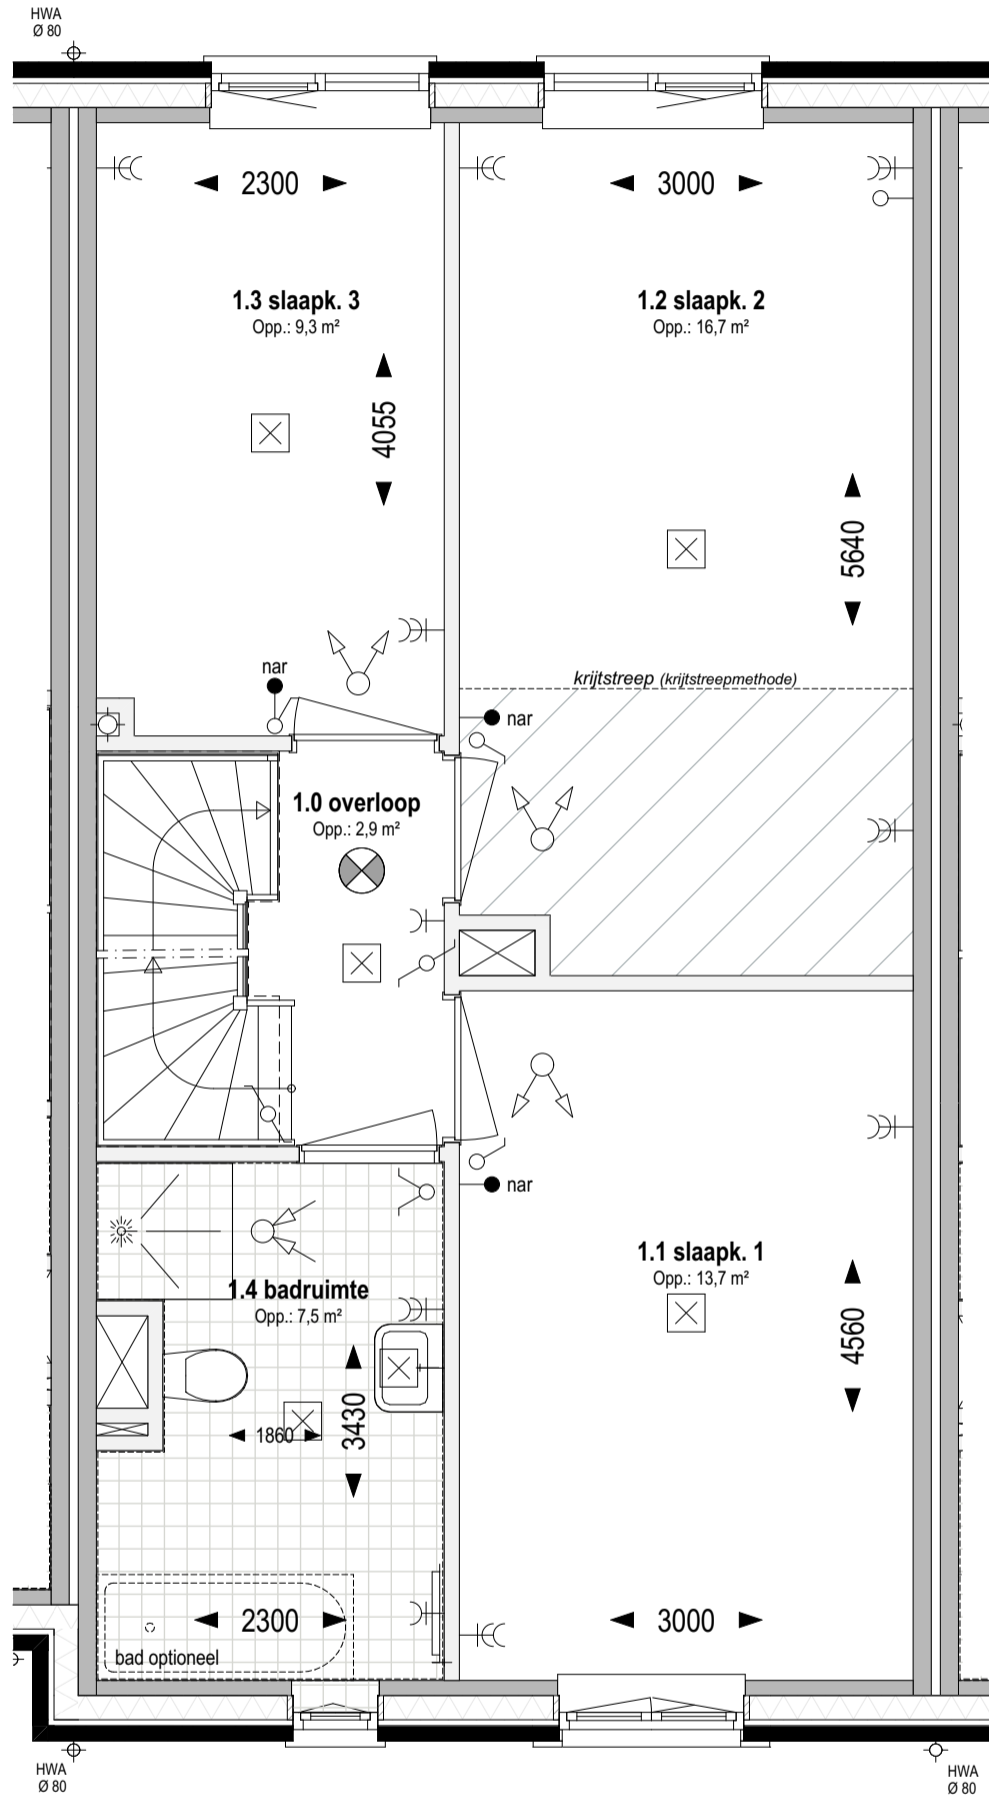 HWA
Ø 80
2300
3000
1.3 slaapk. 3
Opp.: 9,3 m²
1.2 slaapk. 2
Opp.: 16,7 m²
4055
5640
nar
krijtstreep (krijtstreepmethode)
nar
1.0 overloop
Opp.: 2,9 m²
nar
1.1 slaapk. 1
Opp.: 13,7 m²
1.4 badruimte
Opp.: 7,5 m²
4560
3430
1860
2300
3000
bad optioneel
HWA
Ø 80
HWA
Ø 80